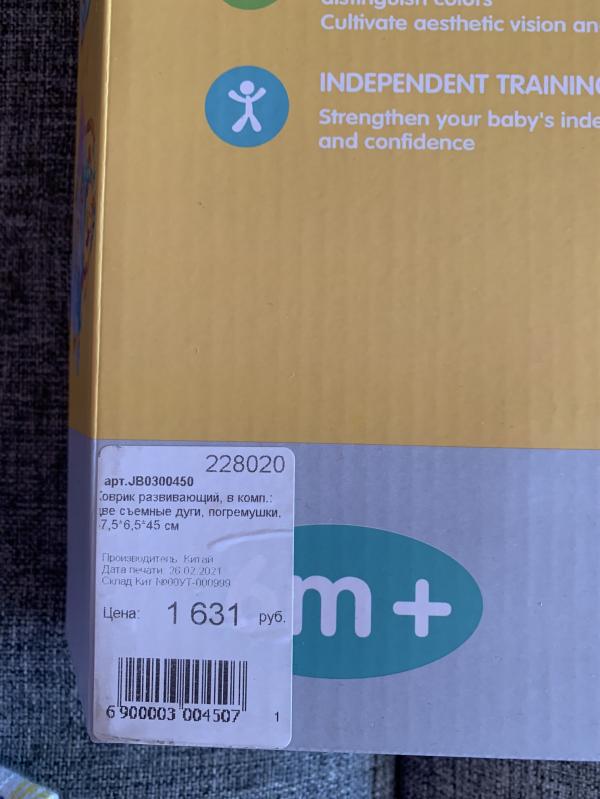 distinguish colors
Cultivate aesthetic vision an
INDEPENDENT TRAINING
Strengthen your baby's inde
and confidence
228020
арт.JB0300450
оврик развивающий, в комп.:
ве съемные дуги, погремушки,
7,5*6,5*45 см
Производитель: Китай
Дата печати: 26.02.2021
Склад Кит №00УТ-000999
m+
Цена: 1 631 руб.
6 900003 004507 1